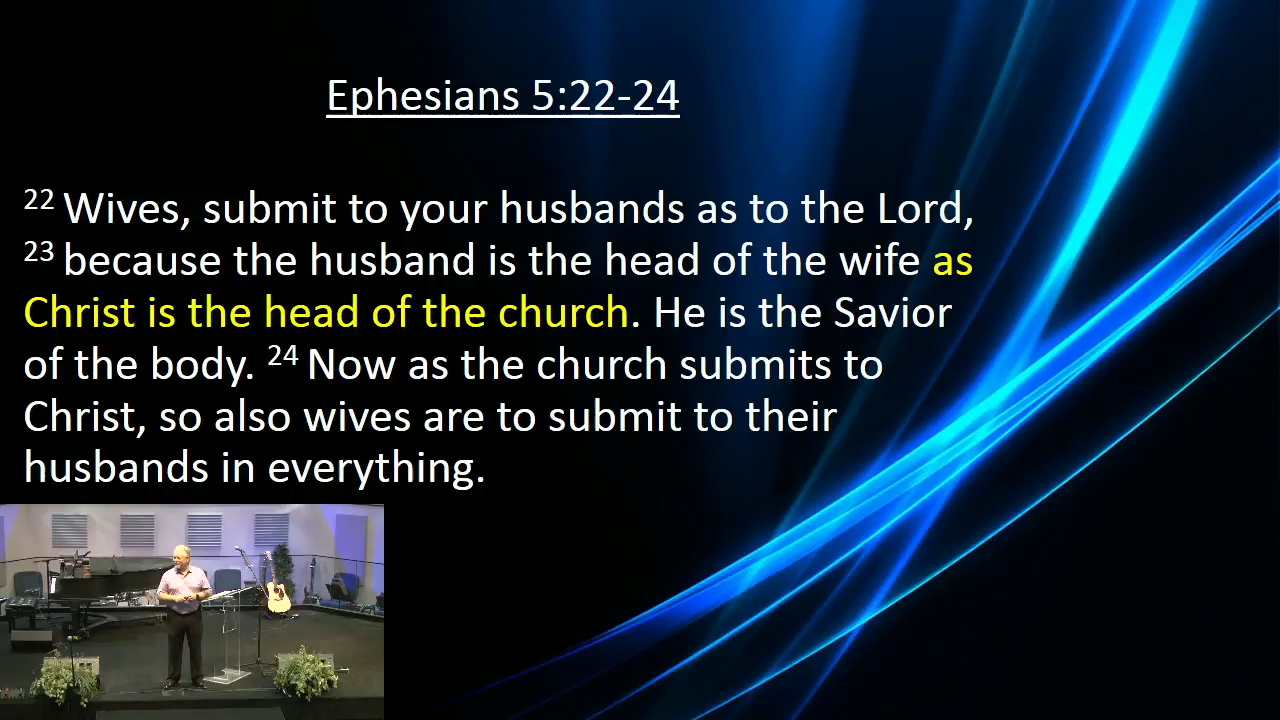 Ephesians 5:22-24
22 Wives, submit to your husbands as to the Lord,
23 because the husband is the head of the wife as
Christ is the head of the church. He is the Savior
of the body. 24 Now as the church submits to
Christ, so also wives are to submit to their
husbands in everything.